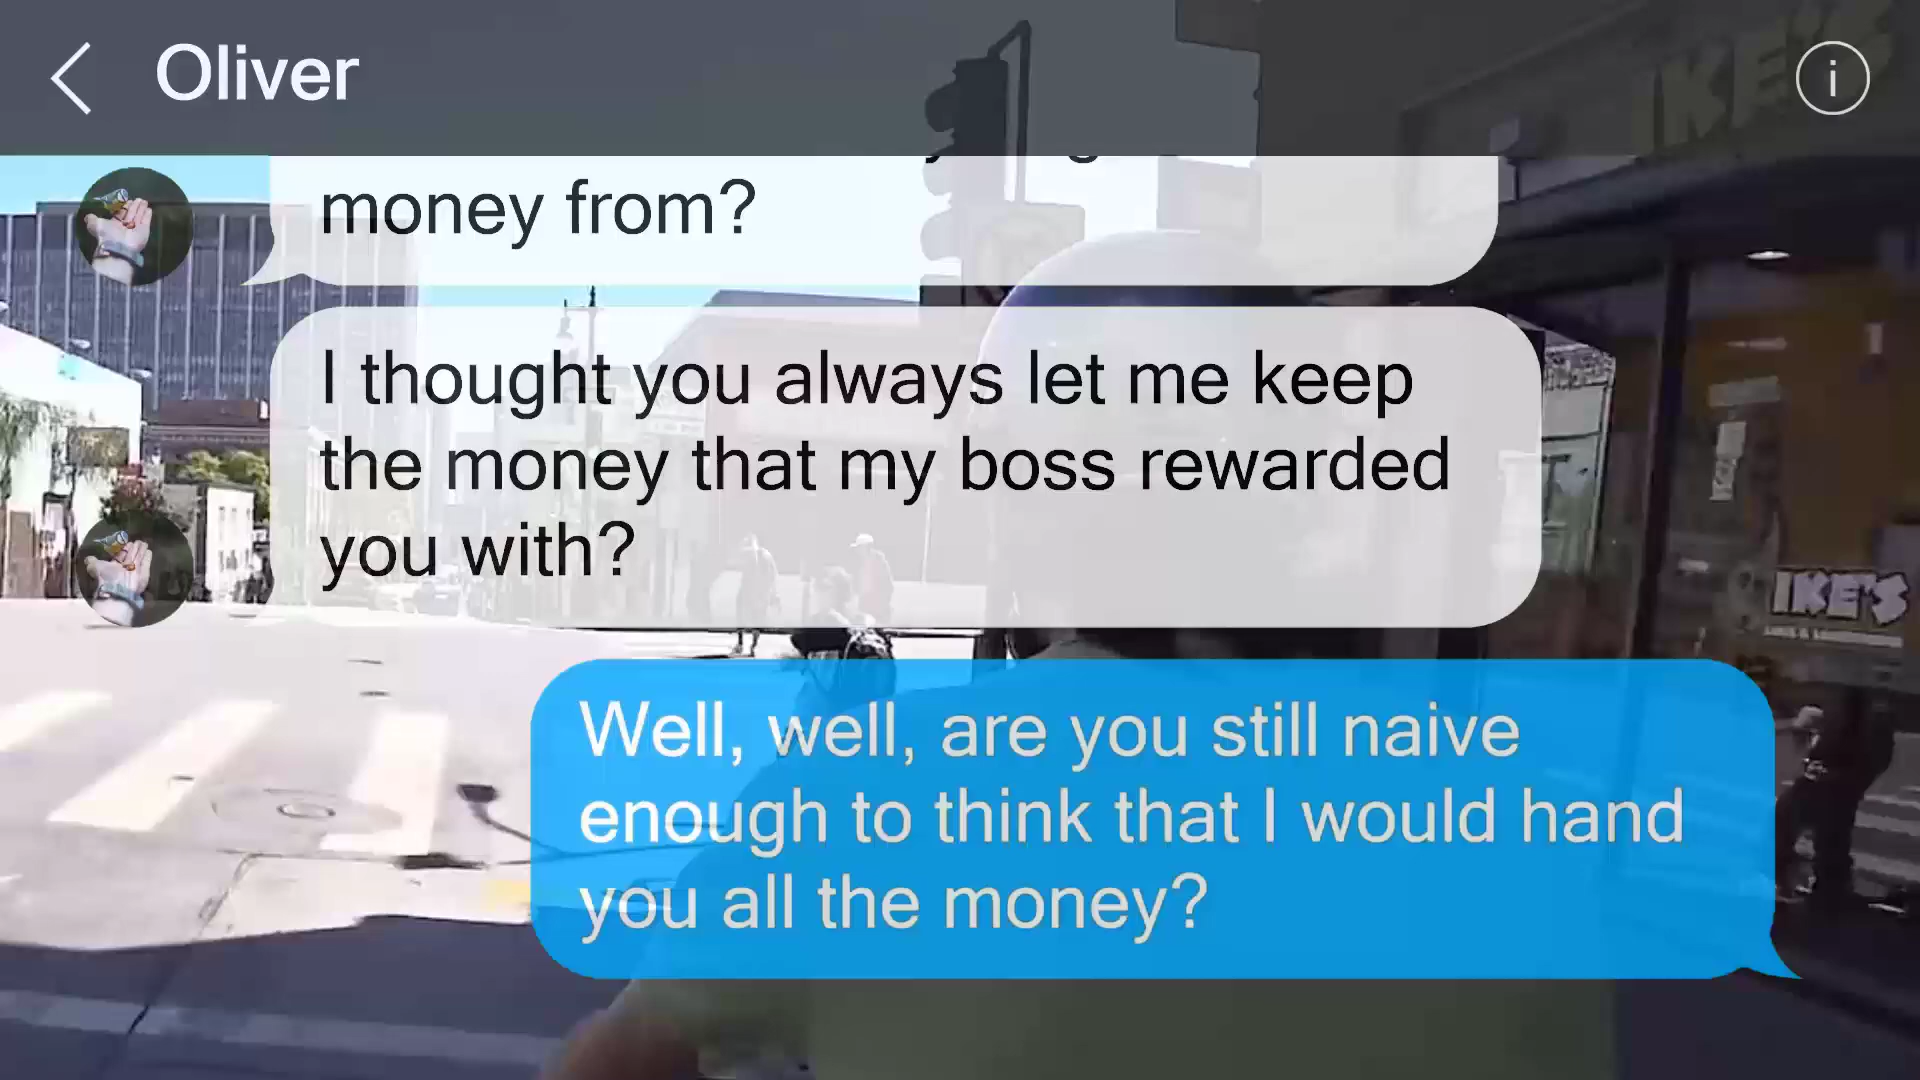 Oliver
IKE'S
money from?
I thought you always let me keep
the money that my boss rewarded
you with?
IKE'S
Well, well, are you still naive
enough to think that I would hand
you all the money?